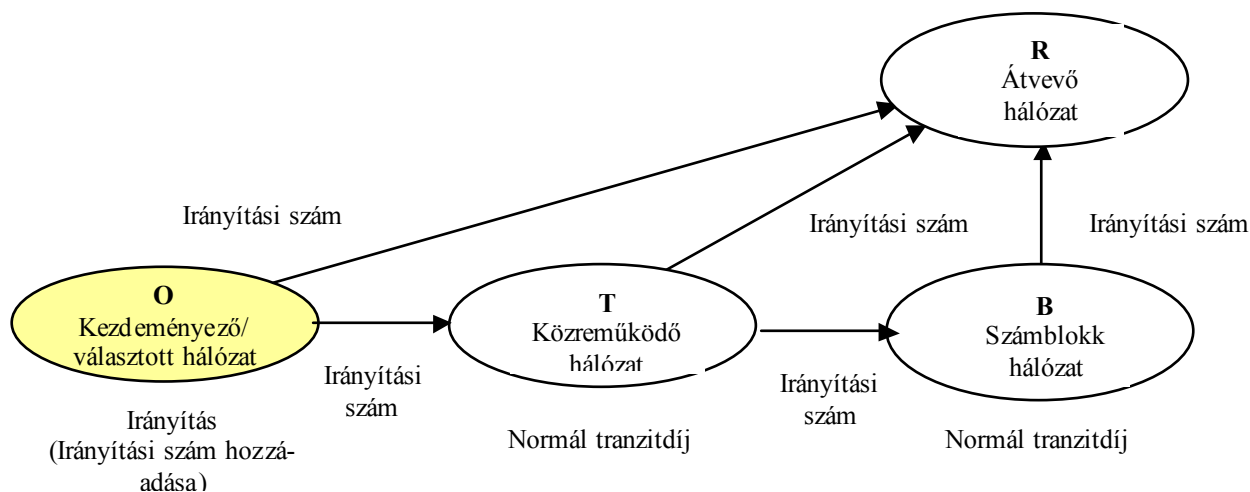 R
Átvevő
hálózat
Irányítási szám
Irányítási szám
Irányítási szám
O
Kezdeményező/
választott hálózat
T
Közreműködő
hálózat
B
Számblokk
hálózat
Irányítási
szám
Irányítási
szám
Irányítás
(Irányítási szám hozzá-
adása)
Normál tranzitdíj
Normál tranzitdíj